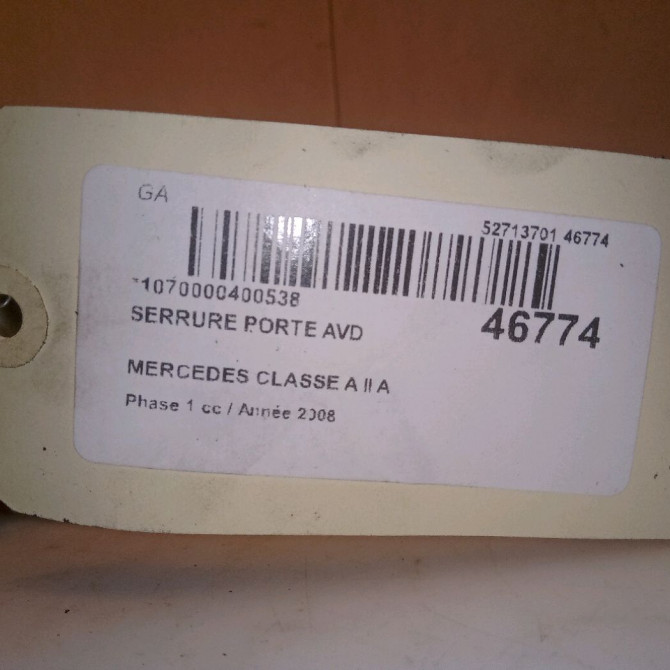 GA
52713701 46774
*1070000400538
SERRURE PORTE AVD
46774
MERCEDES CLASSE A II A
Phase 1 cc / Année 2008